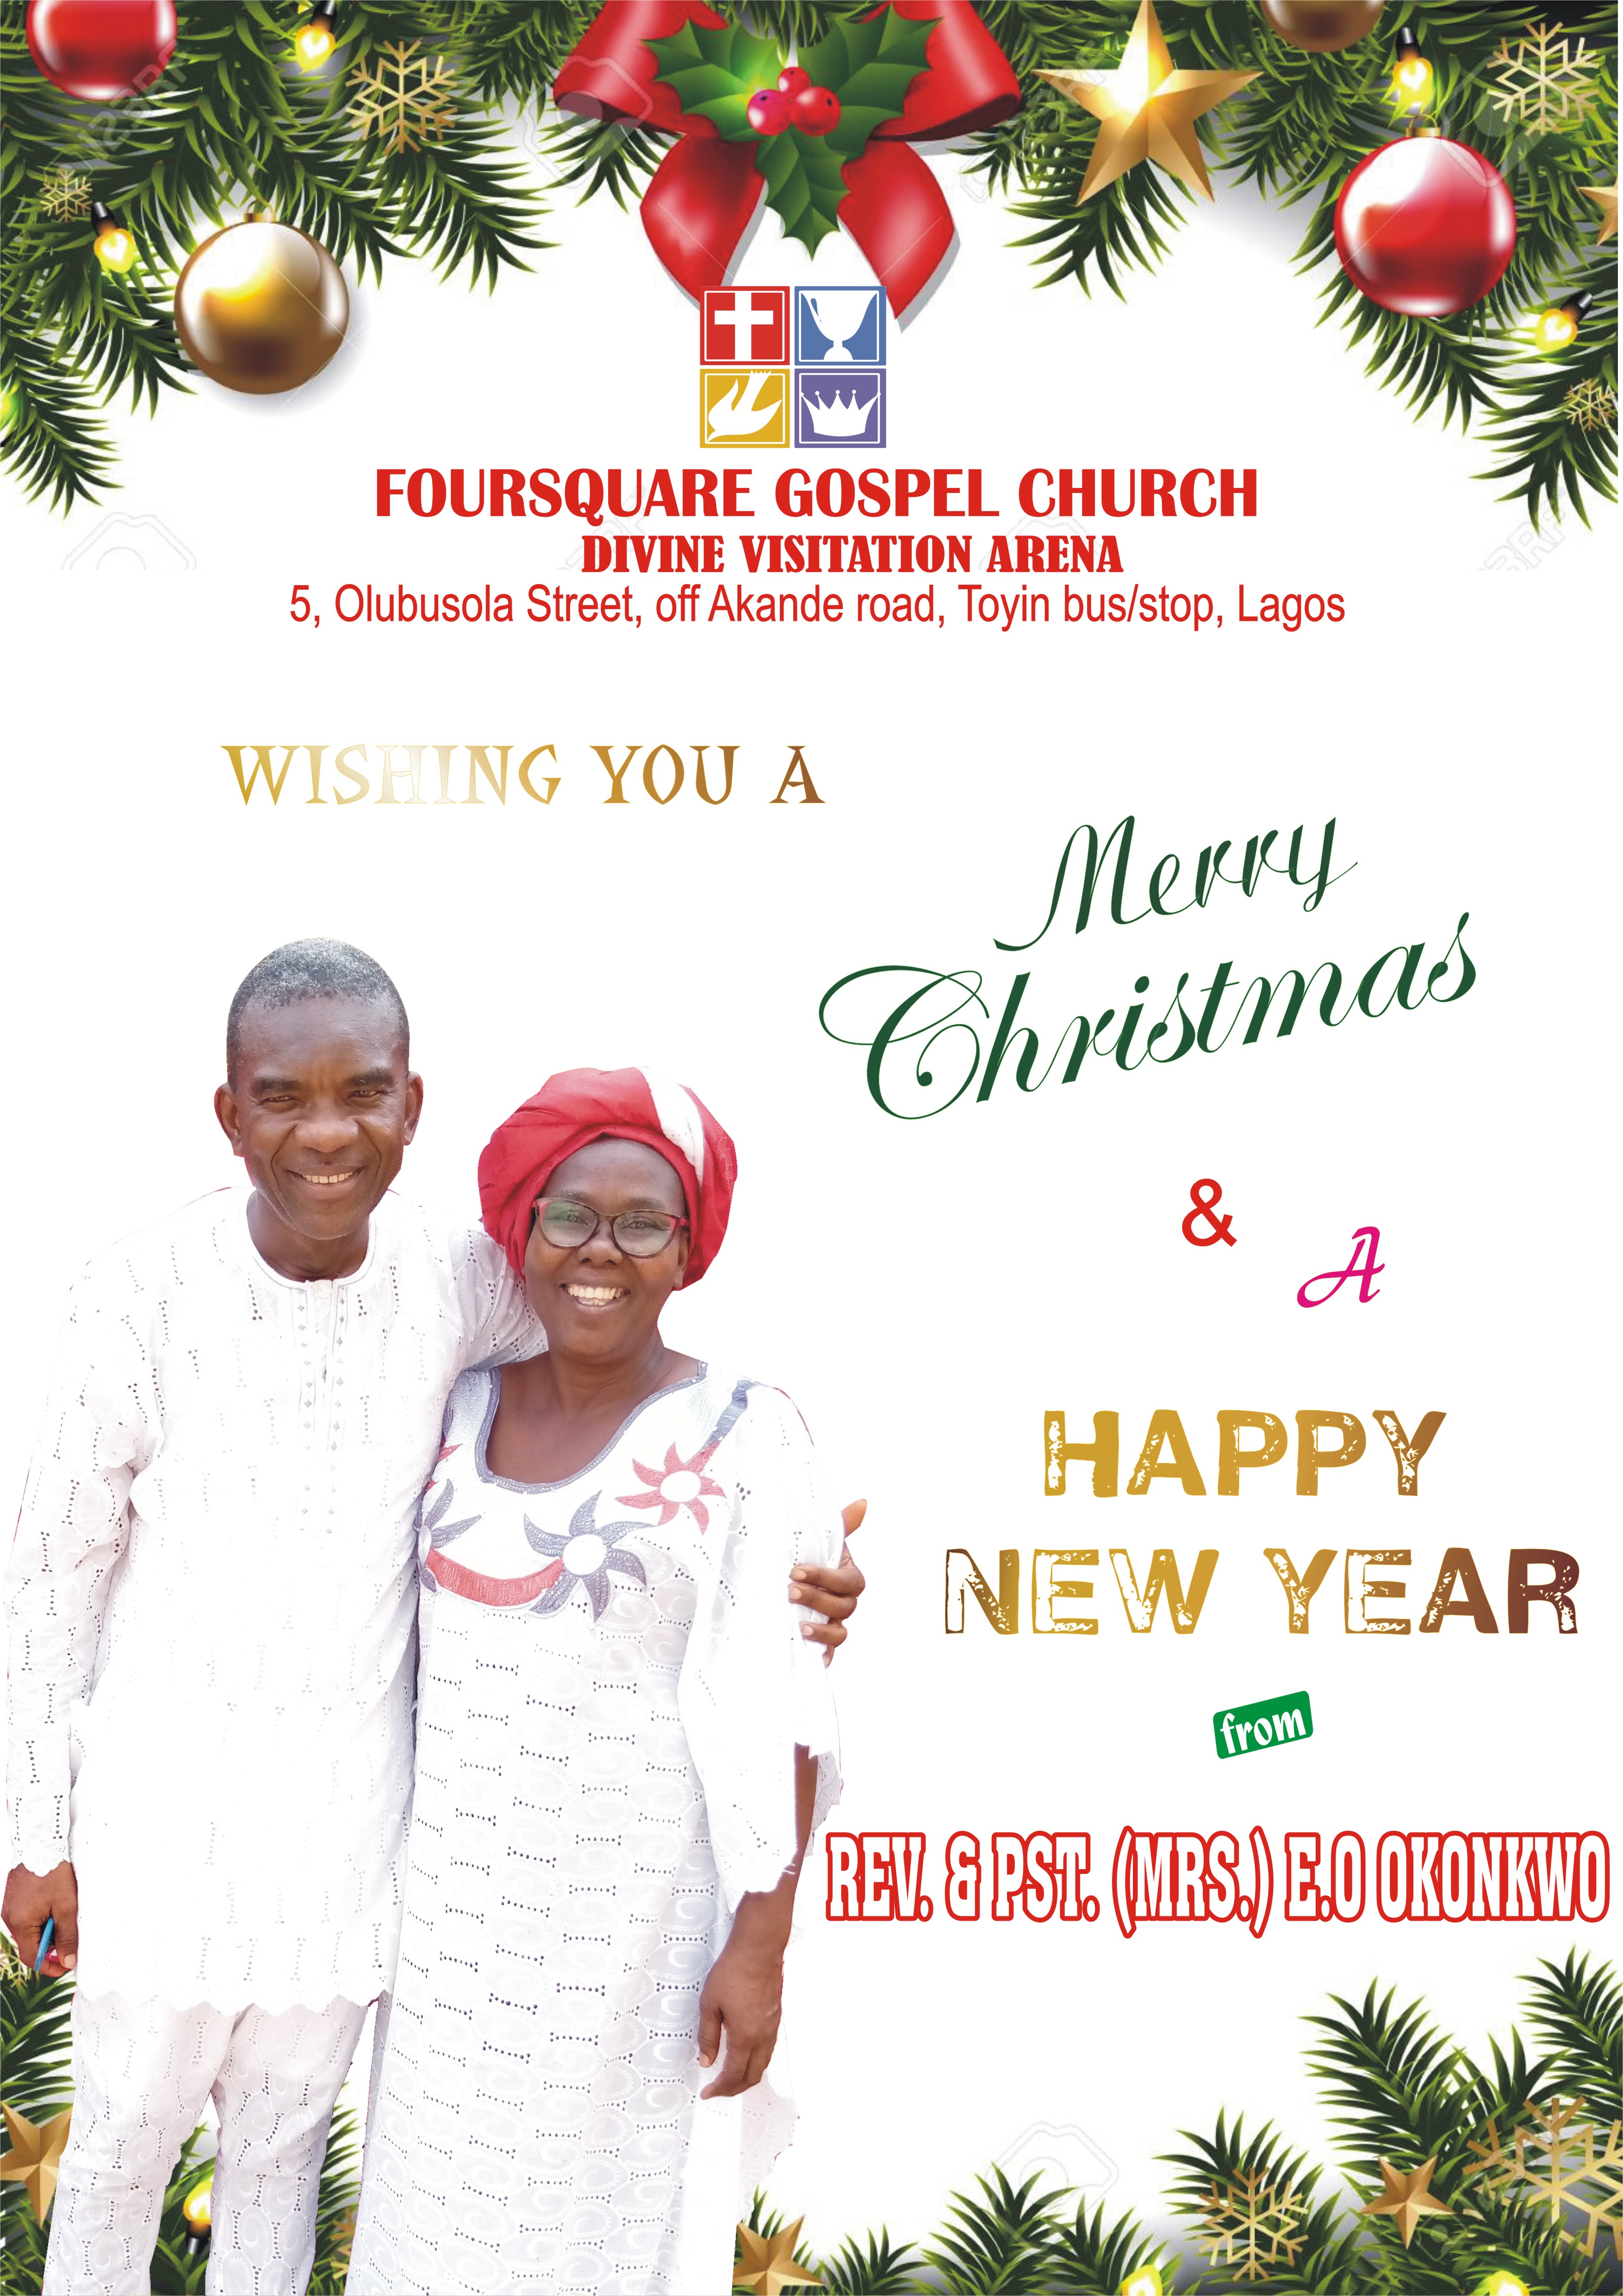 FOURSQUARE GOSPEL CHURCH
DIVINE VISITATION ARENA
5, Olubusola Street, off Akande road, Toyin bus/stop, Lagos
WISHING YOU A
Merry
Christmas
&
A
HAPPY
NEW YEAR
from
REV. & PST. (MRS.) E.O OKONKWO